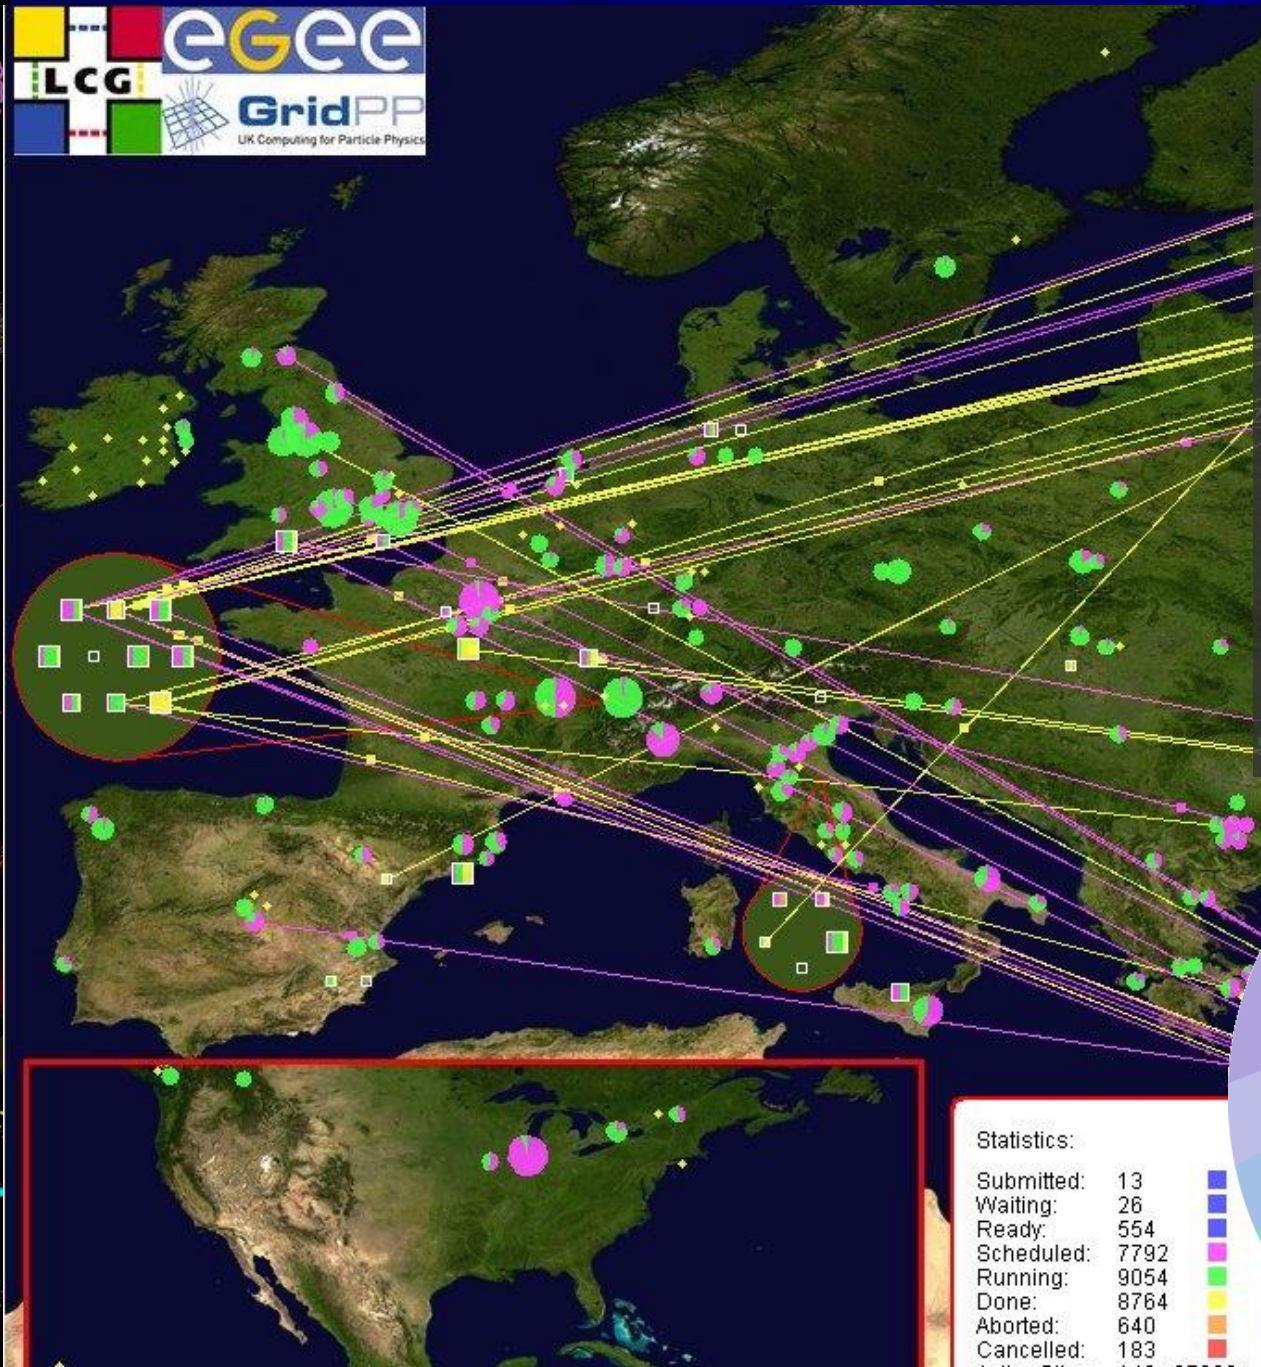 LCG
eGee
GridPP
UK Computing for Particle Physics
Statistics:
Submitted: 13
Waiting: 26
Ready: 554
Scheduled: 7792
Running: 9054
Done: 8764
Aborted: 640
Cancelled: 183